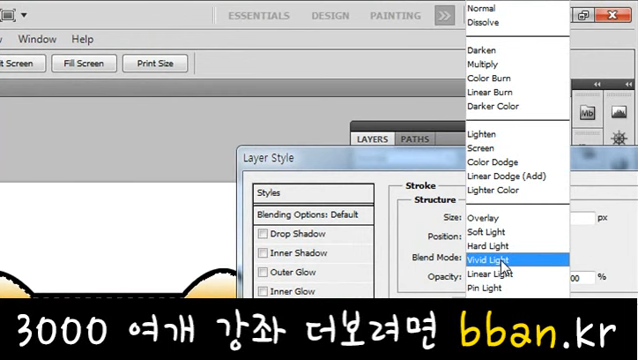 ESSENTIALS DESIGN PAINTING
Window Help
Fill Screen Print Size
LAYERS PATHS
Layer Style
Styles
Blending Options: Default
Drop Shadow
Inner Shadow
Outer Glow
Inner Glow
Stroke
Structure
Size: px
Position:
Blend Mode:
Opacity: %
Normal
Dissolve
Darken
Multiply
Color Burn
Linear Burn
Darker Color
Lighten
Screen
Color Dodge
Linear Dodge (Add)
Lighter Color
Overlay
Soft Light
Hard Light
Vivid Light
Linear Light
Pin Light
Mb
3000 여개 강좌 더보려면 bban.kr